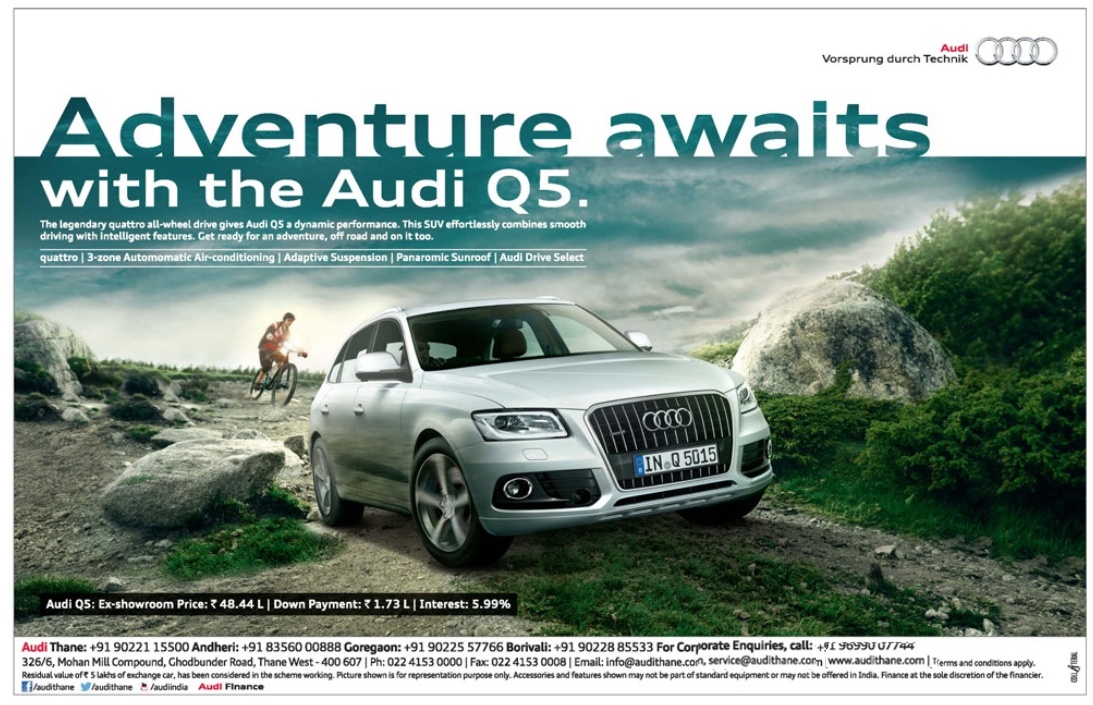 Audi
Vorsprung durch Technik
Adventure awaits
with the Audi Q5.
The legendary quattro all-wheel drive gives Audi Q5 a dynamic performance. This SUV effortlessly combines smooth
driving with intelligent features. Get ready for an adventure, off road and on it too.
quattro | 3-zone Automomatic Air-conditioning | Adaptive Suspension | Panaromic Sunroof | Audi Drive Select
IN Q 5015
Audi Q5: Ex-showroom Price: ₹ 48.44 L | Down Payment: ₹ 1.73 L | Interest: 5.99%
Audi Thane: +91 90221 15500 Andheri: +91 83560 00888 Goregaon: +91 90225 57766 Borivali: +91 90228 85533 For Corporate Enquiries, call: +91 96990 07744
326/6, Mohan Mill Compound, Ghodbunder Road, Thane West - 400 607 | Ph: 022 4153 0000 | Fax: 022 4153 0008 | Email: info@audithane.com, service@audithane.com | www.audithane.com | Terms and conditions apply.
Residual value of ₹ 5 lakhs of exchange car, has been considered in the scheme working. Picture shown is for representation purpose only. Accessories and features shown may not be part of standard equipment or may not be offered in India. Finance at the sole discretion of the financier.
/audithane /audithane /audiindia Audi Finance